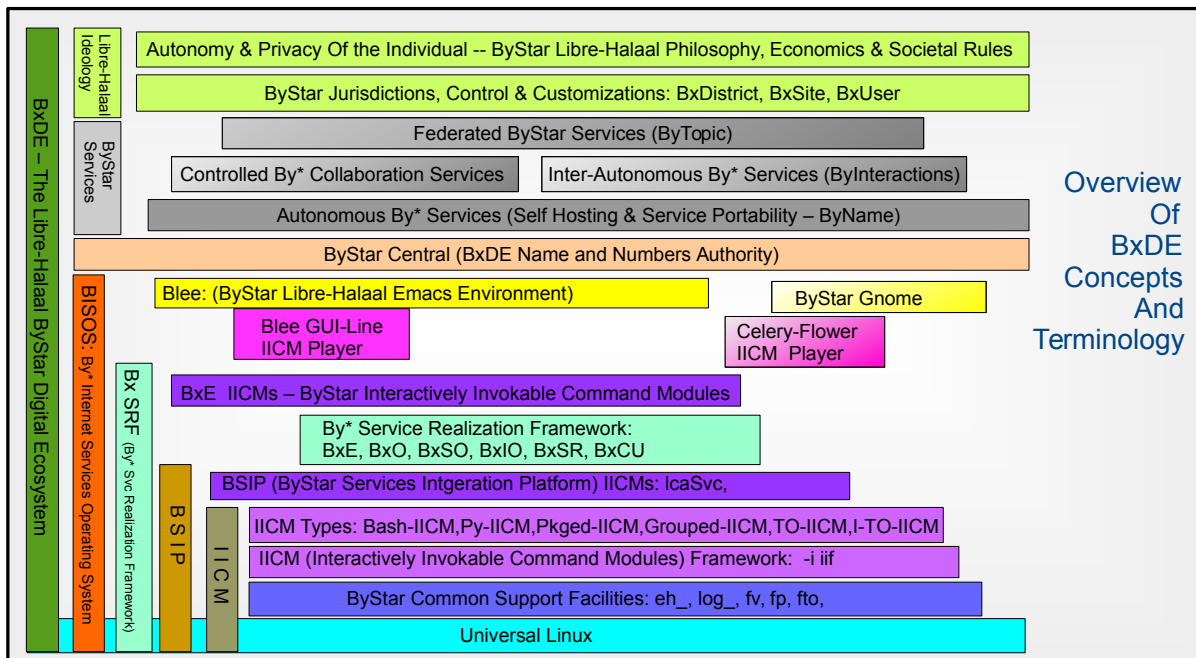 BxDE – The Libre-Halaal ByStar Digital Ecosystem
Libre-Halaal
Ideology
Autonomy & Privacy Of the Individual -- ByStar Libre-Halaal Philosophy, Economics & Societal Rules
ByStar Jurisdictions, Control & Customizations: BxDistrict, BxSite, BxUser
ByStar
Services
Federated ByStar Services (ByTopic)
Controlled By* Collaboration Services
Inter-Autonomous By* Services (ByInteractions)
Autonomous By* Services (Self Hosting & Service Portability – ByName)
ByStar Central (BxDE Name and Numbers Authority)
BISOS: By* Internet Services Operating System
Blee: (ByStar Libre-Halaal Emacs Environment)
ByStar Gnome
Blee GUI-Line
IICM Player
Celery-Flower
IICM Player
Bx SRF (By* Svc Realization Framework)
BxE IICMs – ByStar Interactively Invokable Command Modules
By* Service Realization Framework:
BxE, BxO, BxSO, BxIO, BxSR, BxCU
BSIP
BSIP (ByStar Services Intgeration Platform) IICMs: lcaSvc,
IICM
IICM Types: Bash-IICM,Py-IICM,Pkged-IICM,Grouped-IICM,TO-IICM,I-TO-IICM
IICM (Interactively Invokable Command Modules) Framework: -i iif
ByStar Common Support Facilities: eh_, log_, fv, fp, fto,
Universal Linux
Overview
Of
BxDE
Concepts
And
Terminology